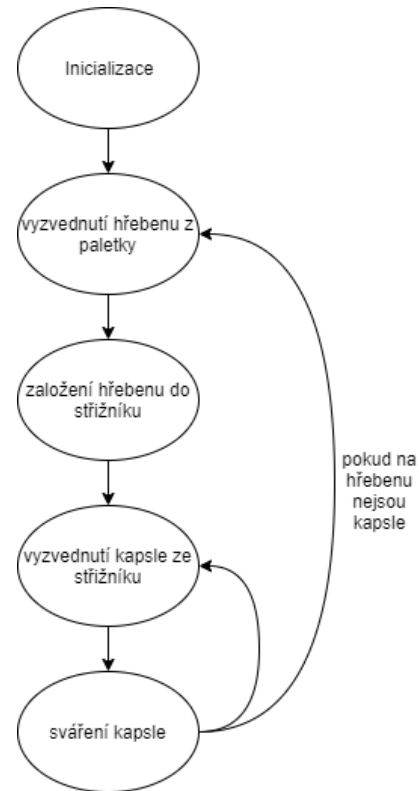 Inicializace
vyzvednutí hřebenu z
paletky
založení hřebenu do
střižníku
pokud na
hřebenu
nejsou
kapsle
vyzvednutí kapsle ze
střižníku
sváření kapsle